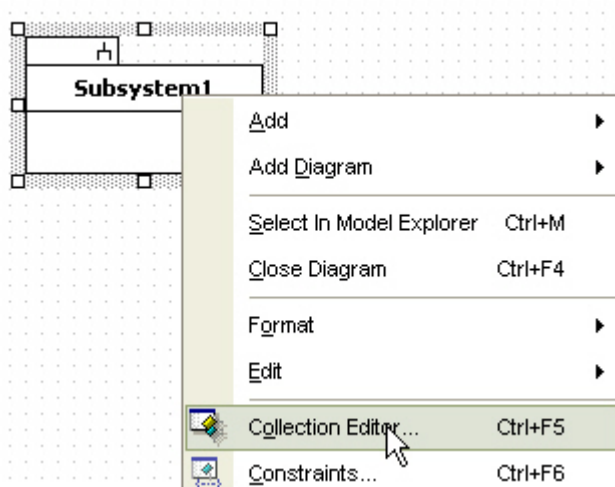 Subsystem1
Add
Add Diagram
Select In Model Explorer Ctrl+M
Close Diagram Ctrl+F4
Format
Edit
Collection Editor... Ctrl+F5
Constraints... Ctrl+F6